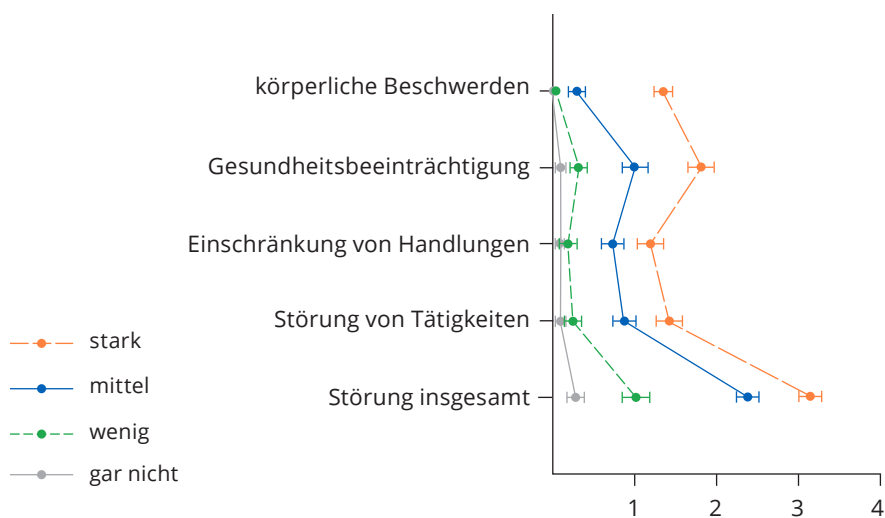 körperliche Beschwerden
Gesundheitsbeeinträchtigung
Einschränkung von Handlungen
Störung von Tätigkeiten
Störung insgesamt
stark
mittel
wenig
gar nicht
1 2 3 4